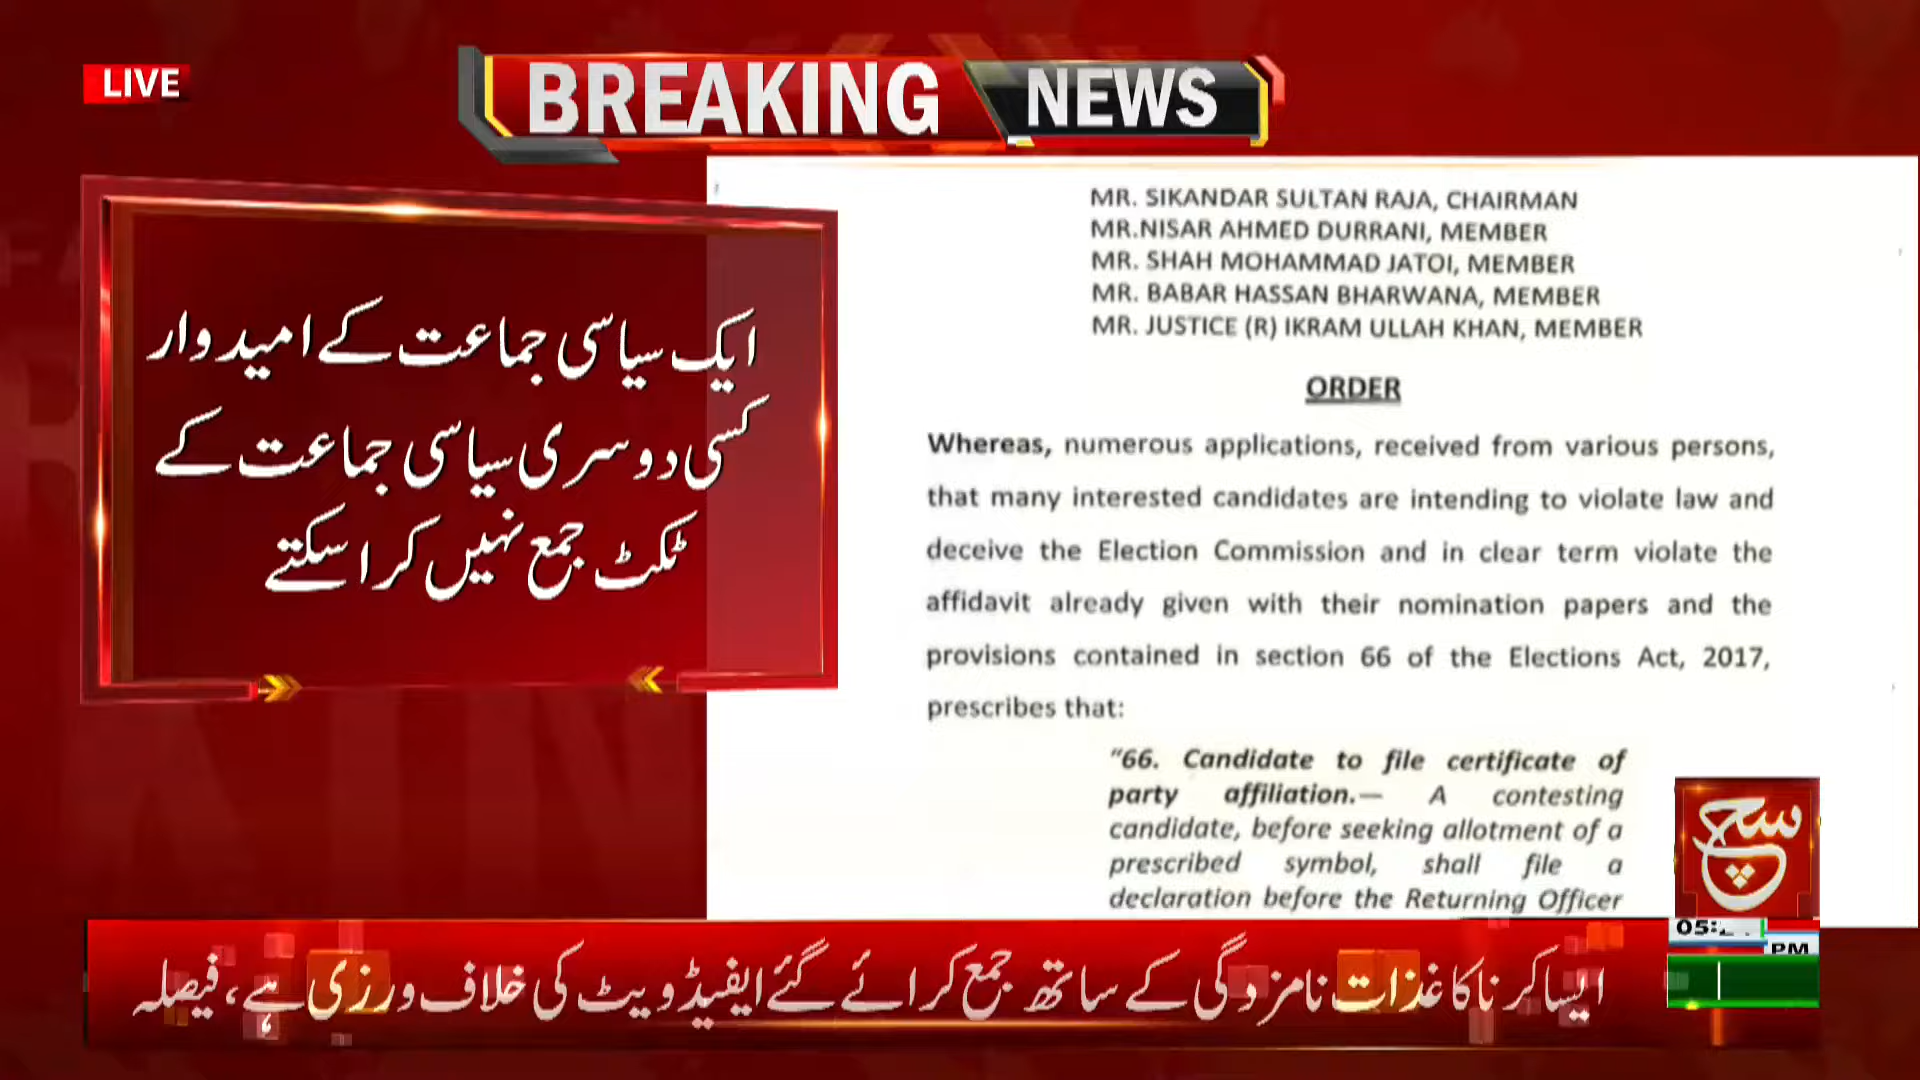 LIVE
BREAKING NEWS
ایک سیاسی جماعت کے امیدوار
کسی دوسری سیاسی جماعت کے
ٹکٹ جمع نہیں کرا سکتے
MR. SIKANDAR SULTAN RAJA, CHAIRMAN
MR.NISAR AHMED DURRANI, MEMBER
MR. SHAH MOHAMMAD JATOI, MEMBER
MR. BABAR HASSAN BHARWANA, MEMBER
MR. JUSTICE (R) IKRAM ULLAH KHAN, MEMBER
ORDER
Whereas, numerous applications, received from various persons,
that many interested candidates are intending to violate law and
deceive the Election Commission and in clear term violate the
affidavit already given with their nomination papers and the
provisions contained in section 66 of the Elections Act, 2017,
prescribes that:
"66. Candidate to file certificate of
party affiliation.— A contesting
candidate, before seeking allotment of a
prescribed symbol, shall file a
declaration before the Returning Officer
سچ
PM
ایسا کرنا کاغذات نامزدگی کے ساتھ جمع کرائے گئے ایفیڈویٹ کی خلاف ورزی ہے، فیصلہ